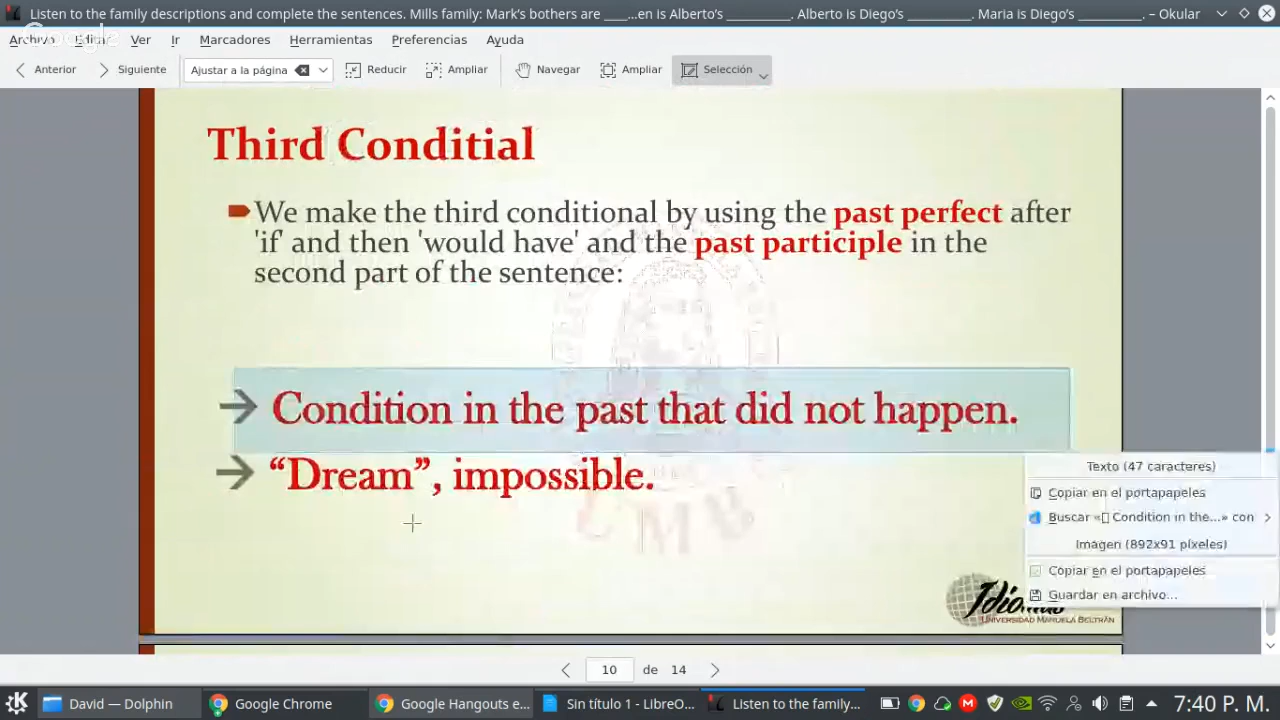 Listen to the family descriptions and complete the sentences. Mills family: Mark's bothers are ____...en is Alberto's _________. Alberto is Diego's _________. Maria is Diego's _________. – Okular
Google
Archivo Editar Ver Ir Marcadores Herramientas Preferencias Ayuda
Anterior Siguiente Ajustar a la página Reducir Ampliar Navegar Ampliar Selección
Third Conditial
We make the third conditional by using the past perfect after
'if' and then 'would have' and the past participle in the
second part of the sentence:
Condition in the past that did not happen.
"Dream", impossible.
UMB
Texto (47 caracteres)
Copiar en el portapapeles
Buscar «▯ Condition in the...» con
Imagen (892x91 píxeles)
Copiar en el portapapeles
Guardar en archivo...
Idiomas
UNIVERSIDAD MANUELA BELTRÁN
10 de 14
David — Dolphin Google Chrome Google Hangouts e... Sin título 1 - LibreO... Listen to the family... 7:40 P. M.